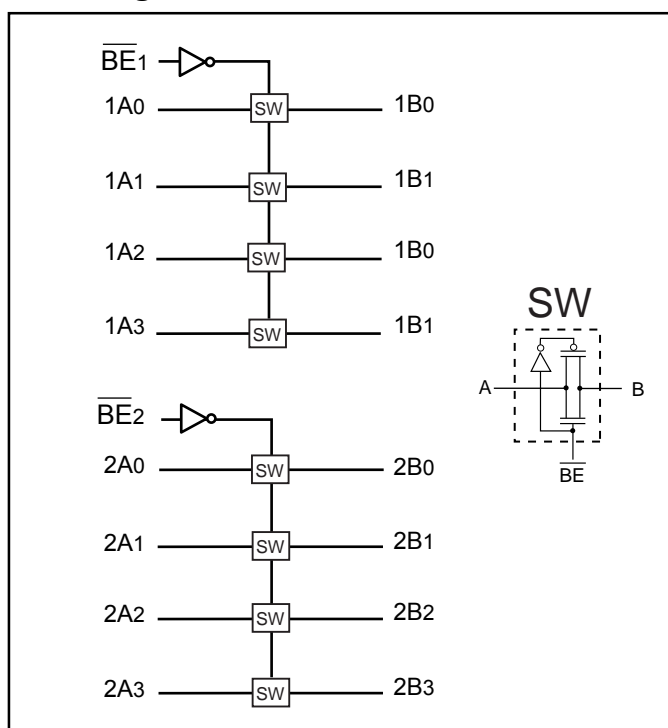 BE1
1A0 SW 1B0
1A1 SW 1B1
1A2 SW 1B0
1A3 SW 1B1
SW
A B
BE
BE2
2A0 SW 2B0
2A1 SW 2B1
2A2 SW 2B2
2A3 SW 2B3